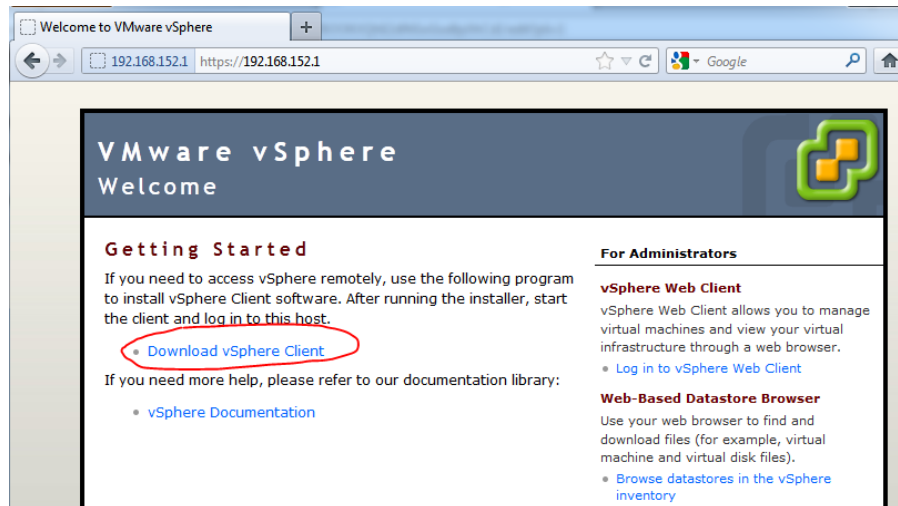 Welcome to VMware vSphere
192.168.152.1 https://192.168.152.1
Google
VMware vSphere
Welcome
Getting Started
If you need to access vSphere remotely, use the following program
to install vSphere Client software. After running the installer, start
the client and log in to this host.
Download vSphere Client
If you need more help, please refer to our documentation library:
vSphere Documentation
For Administrators
vSphere Web Client
vSphere Web Client allows you to manage
virtual machines and view your virtual
infrastructure through a web browser.
Log in to vSphere Web Client
Web-Based Datastore Browser
Use your web browser to find and
download files (for example, virtual
machine and virtual disk files).
Browse datastores in the vSphere
inventory